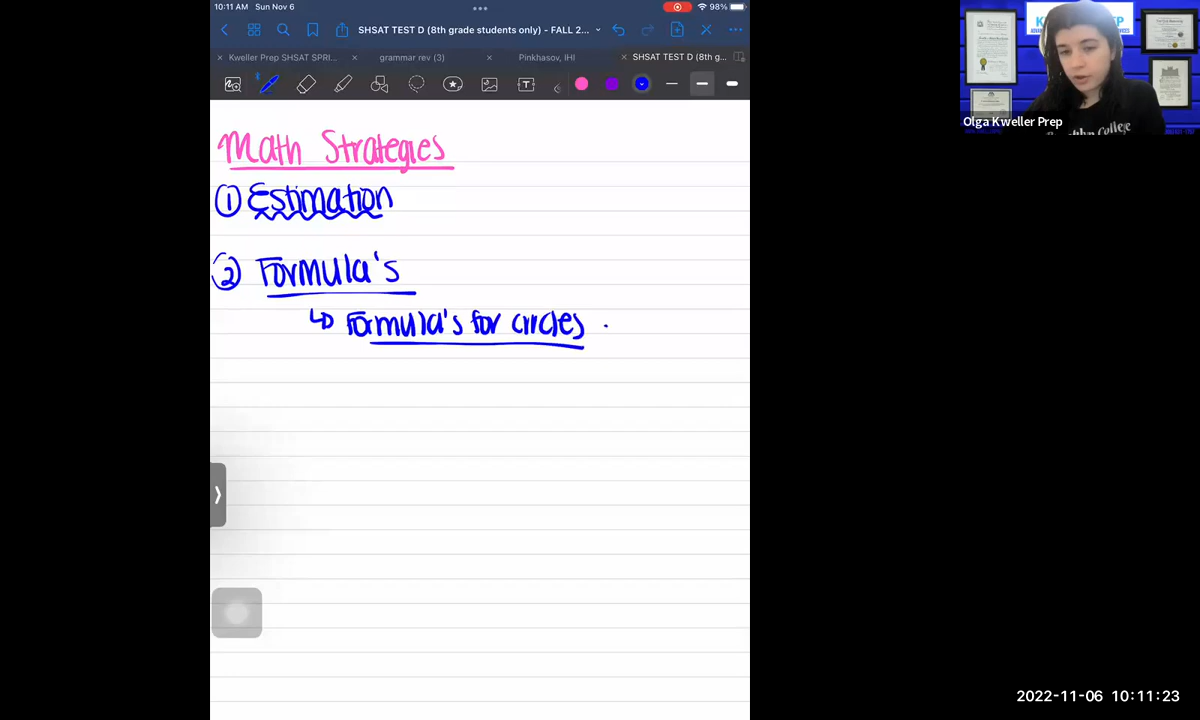 10:11 AM Sun Nov 6
98%
SHSAT TEST D (8th grade students only) - FALL 2...
Kweller Prep SHSAT SPRI...
grammar rev (3)
Pinkhasov, IHI
SHSAT TEST D (8th g...
Math Strategies
① Estimation
② Formula's
↳ Formula's for circles
Olga Kweller Prep
College
2022-11-06 10:11:23